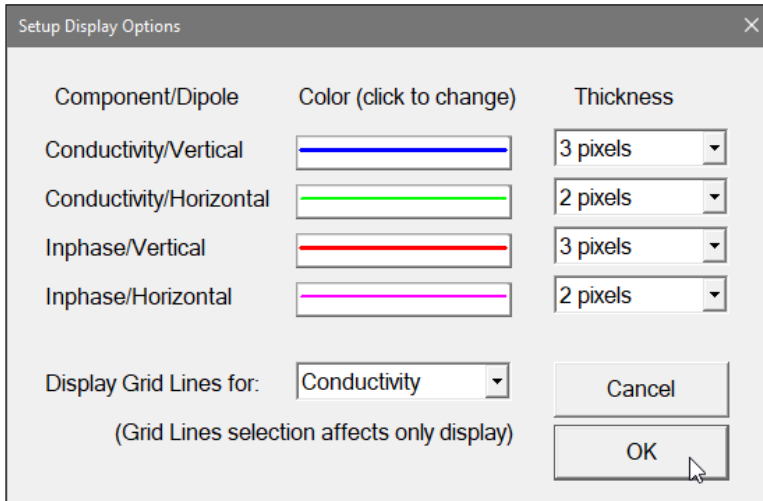 Setup Display Options
Component/Dipole Color (click to change) Thickness
Conductivity/Vertical 3 pixels
Conductivity/Horizontal 2 pixels
Inphase/Vertical 3 pixels
Inphase/Horizontal 2 pixels
Display Grid Lines for: Conductivity Cancel
(Grid Lines selection affects only display)
OK